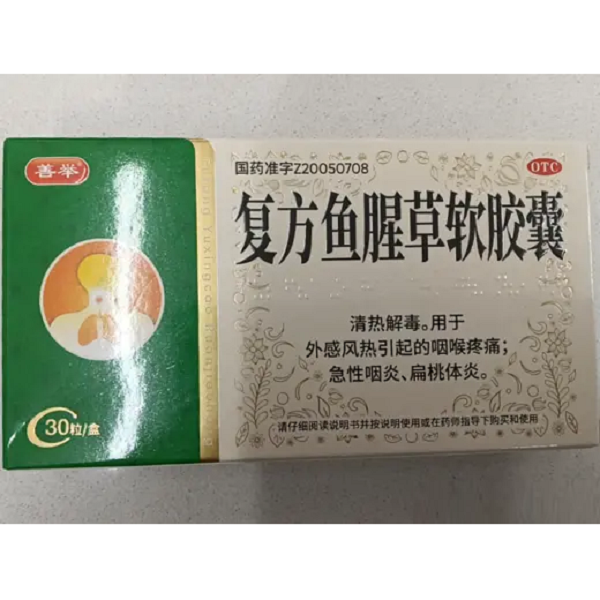 善举
国药准字Z20050708
OTC
复方鱼腥草软胶囊
清热解毒。用于
外感风热引起的咽喉疼痛;
急性咽炎、扁桃体炎。
30粒/盒
请仔细阅读说明书并按说明使用或在药师指导下购买和使用